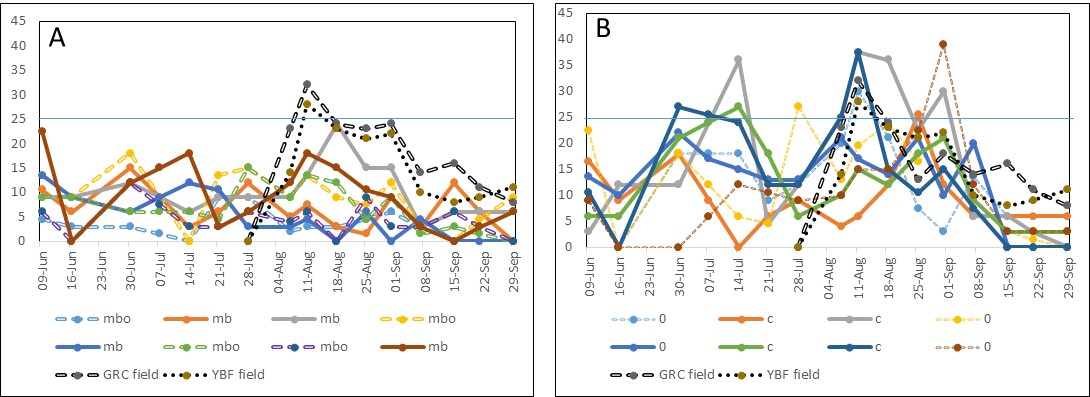 A
45
40
35
30
25
20
15
10
5
0
09-Jun 16-Jun 23-Jun 30-Jun 07-Jul 14-Jul 21-Jul 28-Jul 04-Aug 11-Aug 18-Aug 25-Aug 01-Sep 08-Sep 15-Sep 22-Sep 29-Sep
mbo mb mb mbo
mb mbo mbo mb
GRC field YBF field
B
45
40
35
30
25
20
15
10
5
0
09-Jun 16-Jun 23-Jun 30-Jun 07-Jul 14-Jul 21-Jul 28-Jul 04-Aug 11-Aug 18-Aug 25-Aug 01-Sep 08-Sep 15-Sep 22-Sep 29-Sep
0 c c 0
0 c c 0
GRC field YBF field